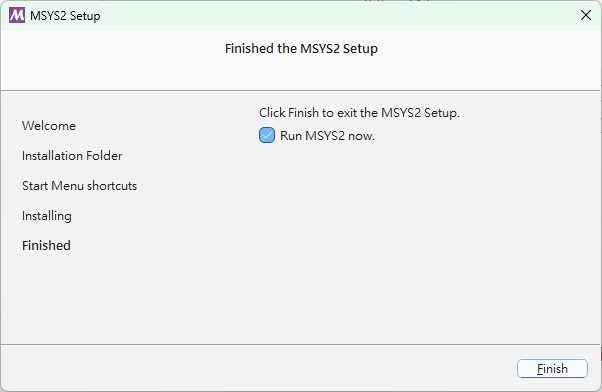 MSYS2 Setup
Finished the MSYS2 Setup
Welcome
Installation Folder
Start Menu shortcuts
Installing
Finished
Click Finish to exit the MSYS2 Setup.
Run MSYS2 now.
Finish